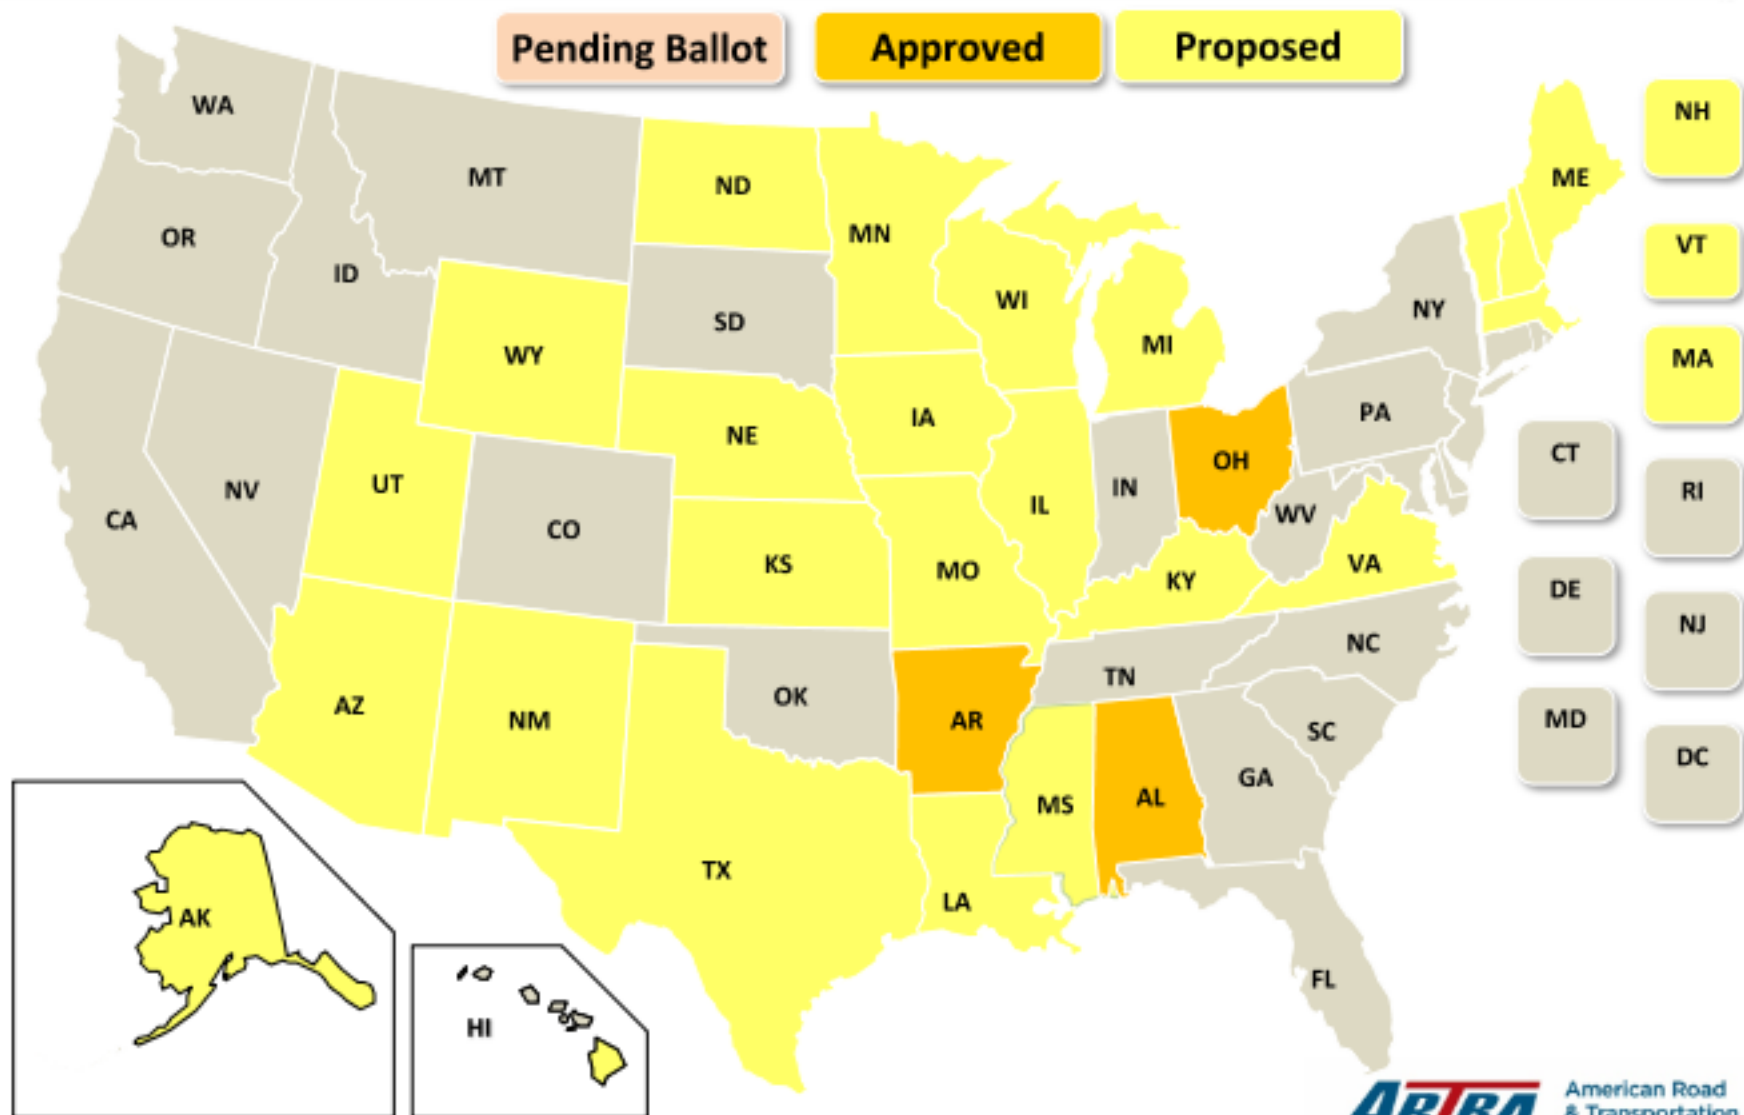 Pending Ballot
Approved
Proposed
WA
MT
ND
MN
ME
NH
OR
ID
SD
WI
MI
NY
VT
WY
MA
NE
IA
PA
CT
RI
NV
UT
CO
KS
MO
IL
IN
OH
WV
VA
KY
CA
DE
NJ
NC
TN
AZ
NM
OK
AR
SC
MD
DC
GA
AL
MS
TX
LA
AK
HI
FL
ARTBA
American Road
& Transportation